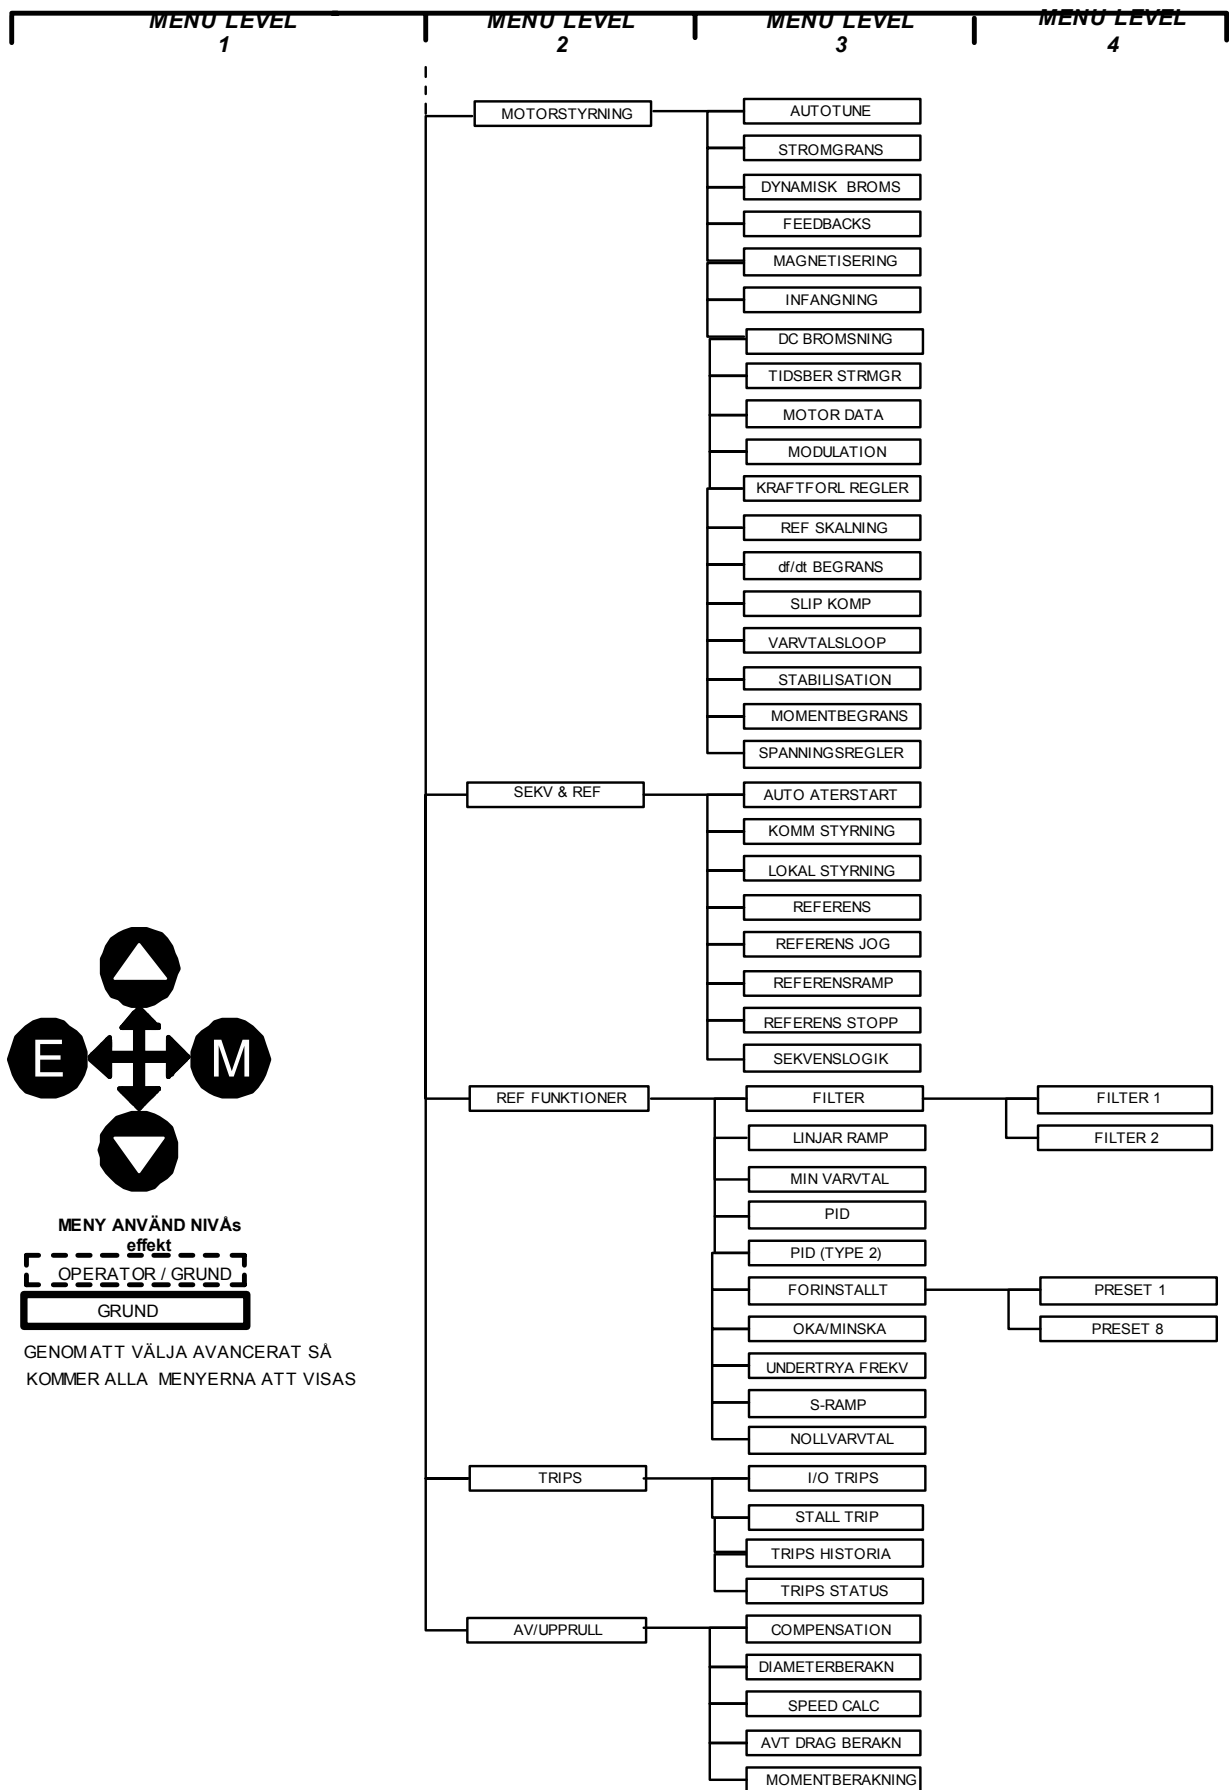 MENU LEVEL
1
MENU LEVEL
2
MENU LEVEL
3
MENU LEVEL
4
MOTORSTYRNING
AUTOTUNE
STROMGRANS
DYNAMISK BROMS
FEEDBACKS
MAGNETISERING
INFANGNING
DC BROMSNING
TIDSBER STRMGR
MOTOR DATA
MODULATION
KRAFTFORL REGLER
REF SKALNING
df/dt BEGRANS
SLIP KOMP
VARVTALSLOOP
STABILISATION
MOMENTBEGRANS
SPANNINGSREGLER
SEKV & REF
AUTO ATERSTART
KOMM STYRNING
LOKAL STYRNING
REFERENS
REFERENS JOG
REFERENSRAMP
REFERENS STOPP
SEKVENSLOGIK
REF FUNKTIONER
FILTER
FILTER 1
FILTER 2
LINJAR RAMP
MIN VARVTAL
PID
PID (TYPE 2)
FORINSTALLT
PRESET 1
PRESET 8
OKA/MINSKA
UNDERTRYA FREKV
S-RAMP
NOLLVARVTAL
TRIPS
I/O TRIPS
STALL TRIP
TRIPS HISTORIA
TRIPS STATUS
AV/UPPRULL
COMPENSATION
DIAMETERBERAKN
SPEED CALC
AVT DRAG BERAKN
MOMENTBERAKNING
E
M
MENY ANVÄND NIVÅs
effekt
OPERATOR / GRUND
GRUND
GENOM ATT VÄLJA AVANCERAT SÅ
KOMMER ALLA MENYERNA ATT VISAS